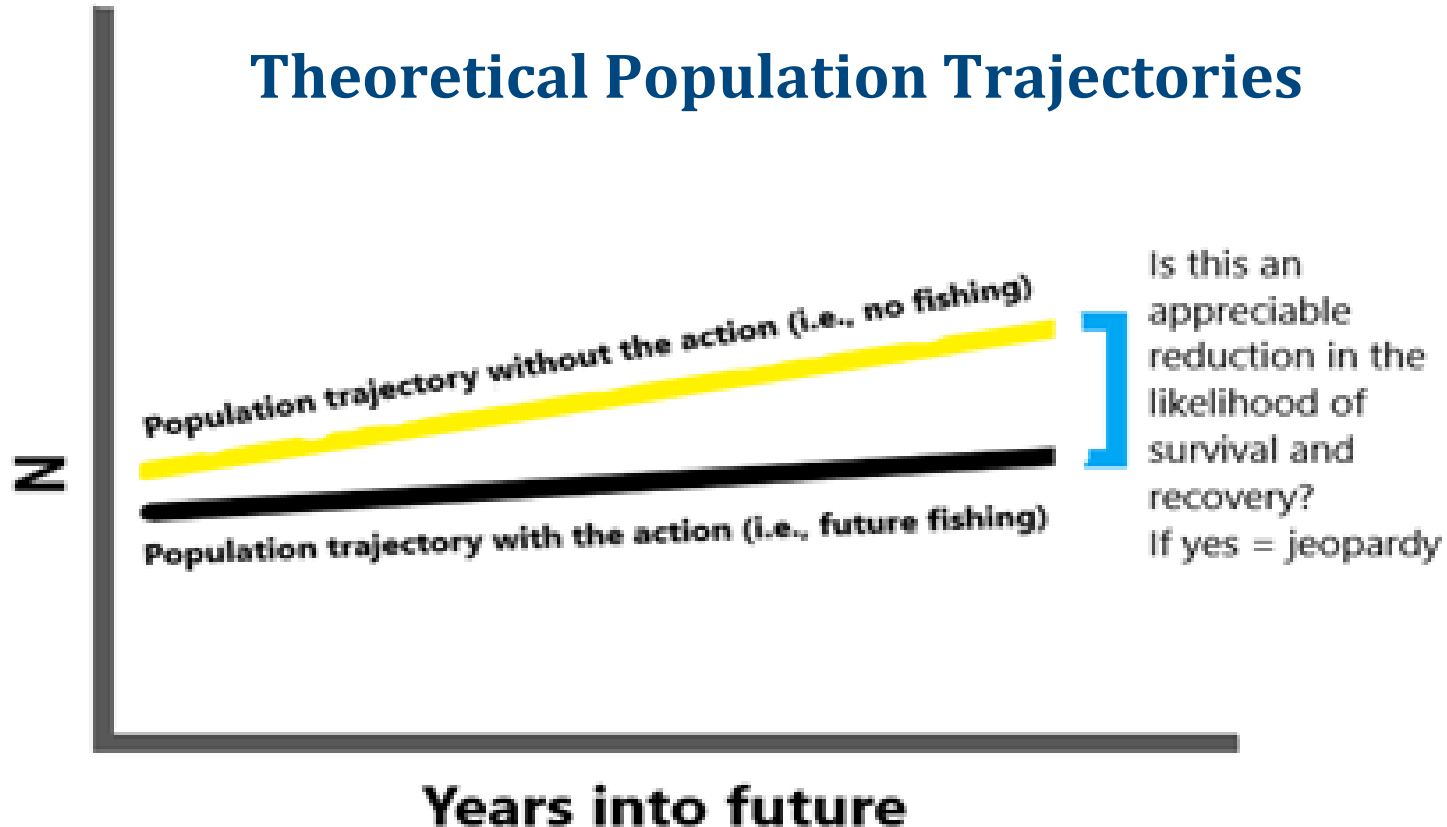 Theoretical Population Trajectories
Population trajectory without the action (i.e., no fishing)
Population trajectory with the action (i.e., future fishing)
Is this an
appreciable
reduction in the
likelihood of
survival and
recovery?
If yes = jeopardy
N
Years into future